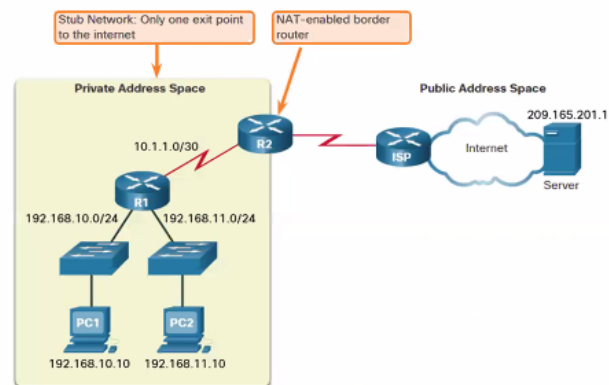 Stub Network: Only one exit point
to the internet
NAT-enabled border
router
Private Address Space
Public Address Space
209.165.201.1
10.1.1.0/30
R2
ISP
Internet
Server
R1
192.168.10.0/24
192.168.11.0/24
PC1
PC2
192.168.10.10
192.168.11.10